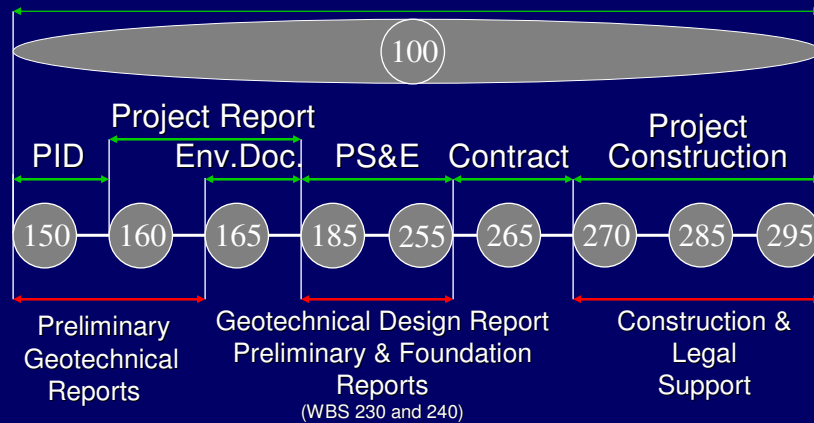 100
Project Report
Project
Construction
PID
Env.Doc.
PS&E
Contract
150
160
165
185
255
265
270
285
295
Preliminary
Geotechnical
Reports
Geotechnical Design Report
Preliminary & Foundation
Reports
(WBS 230 and 240)
Construction &
Legal
Support